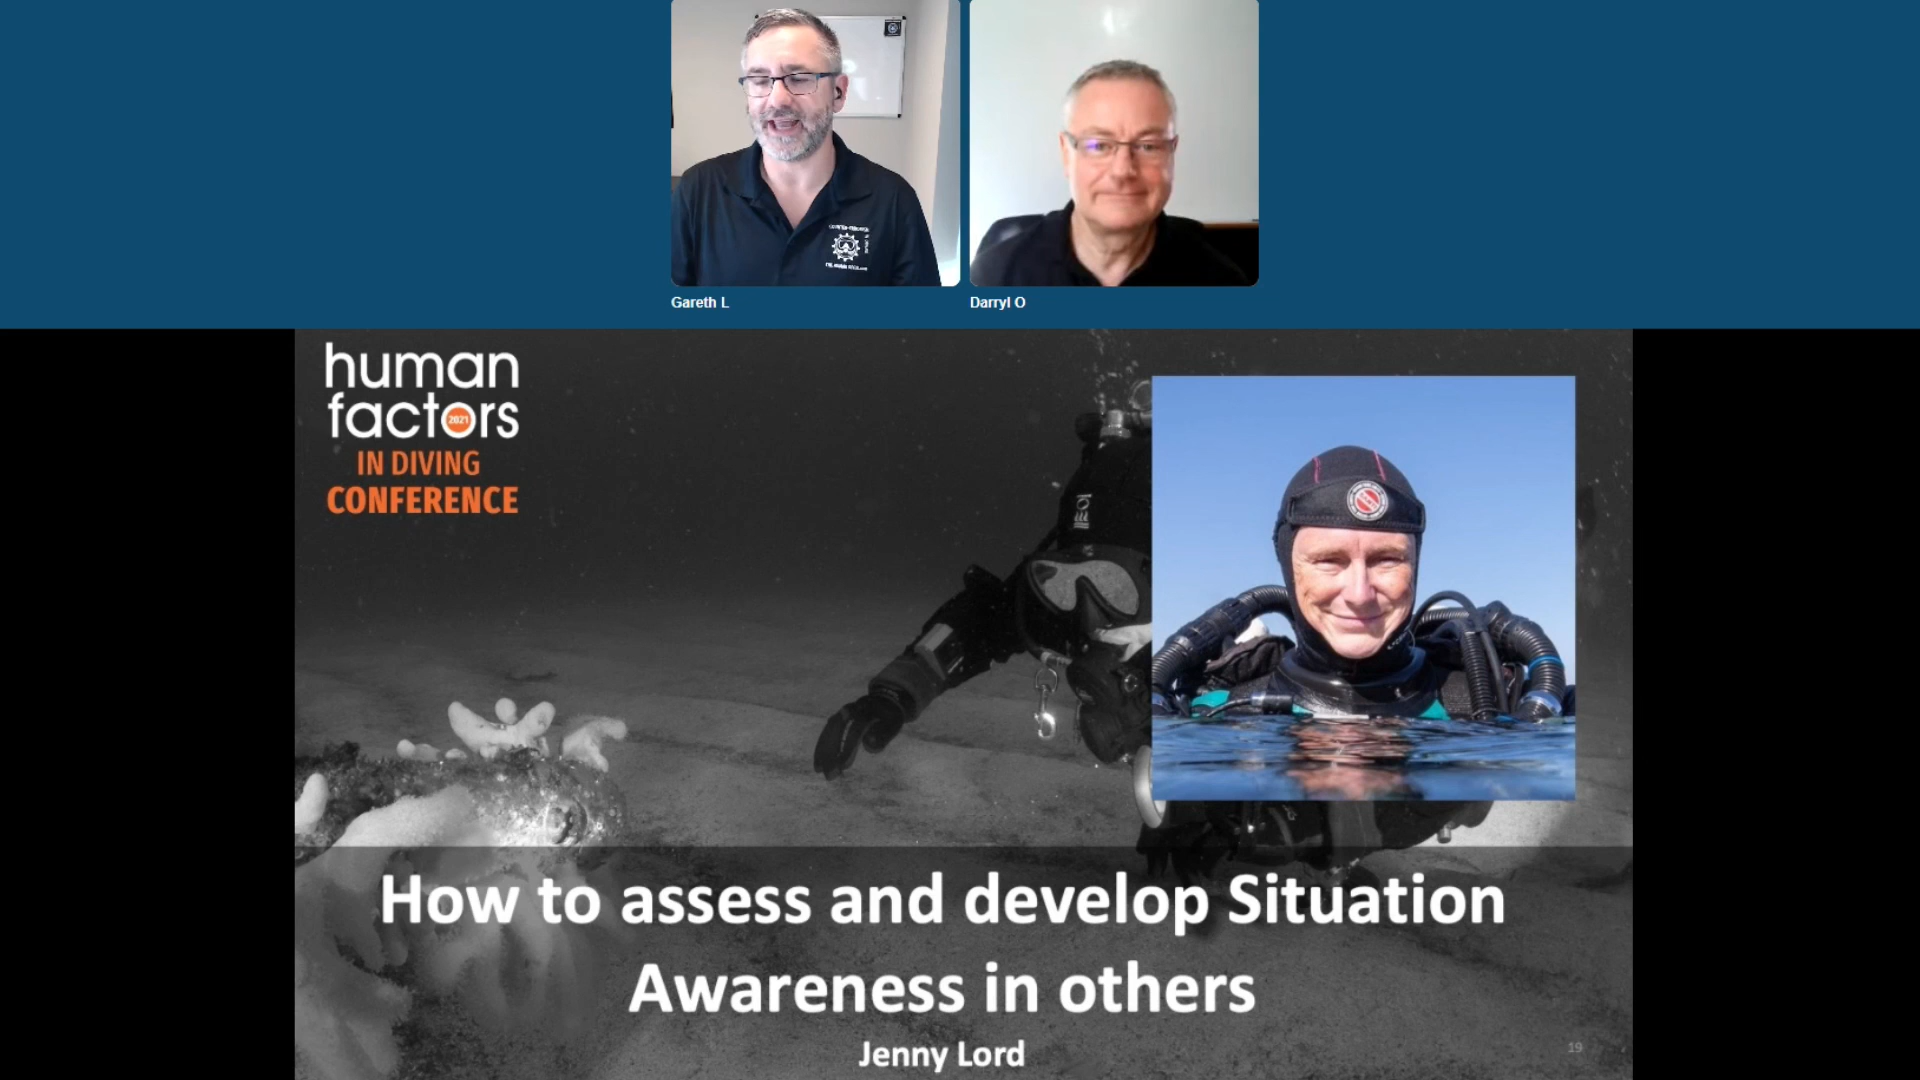 Gareth L
Darryl O
human
factors
2021
IN DIVING
CONFERENCE
How to assess and develop Situation
Awareness in others
Jenny Lord
19